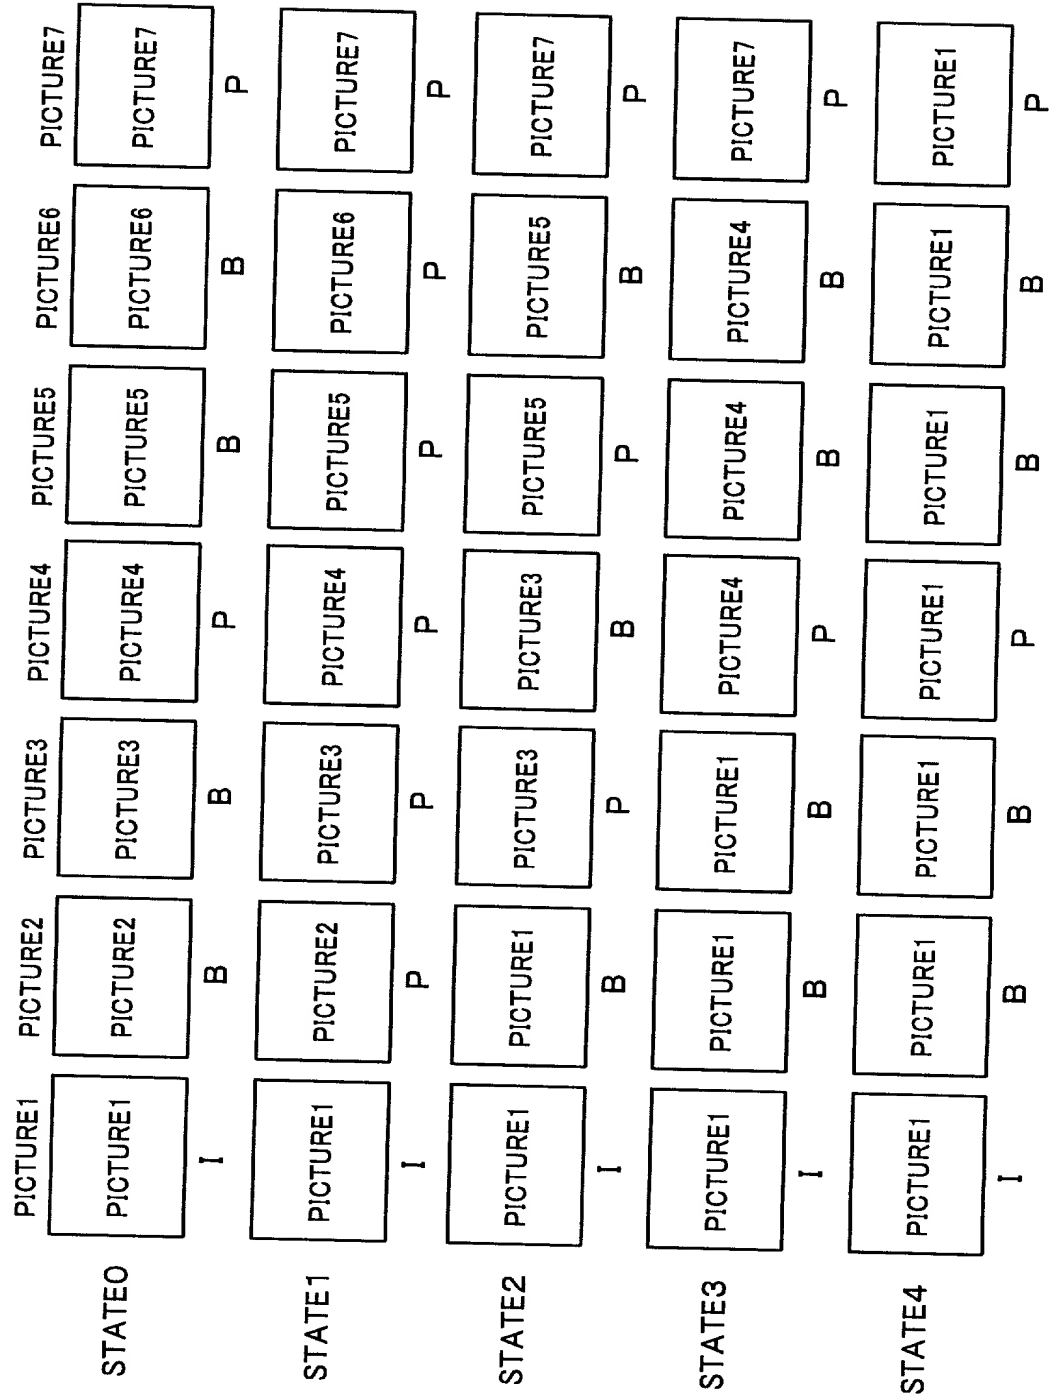 PICTURE1 PICTURE2 PICTURE3 PICTURE4 PICTURE5 PICTURE6 PICTURE7
STATE0 PICTURE1 PICTURE2 PICTURE3 PICTURE4 PICTURE5 PICTURE6 PICTURE7
I B B P B B P
STATE1 PICTURE1 PICTURE2 PICTURE3 PICTURE4 PICTURE5 PICTURE6 PICTURE7
I P P P P P P
STATE2 PICTURE1 PICTURE1 PICTURE3 PICTURE3 PICTURE5 PICTURE5 PICTURE7
I B P B P B P
STATE3 PICTURE1 PICTURE1 PICTURE1 PICTURE4 PICTURE4 PICTURE4 PICTURE7
I B B P B B P
STATE4 PICTURE1 PICTURE1 PICTURE1 PICTURE1 PICTURE1 PICTURE1 PICTURE1
I B B P B B P